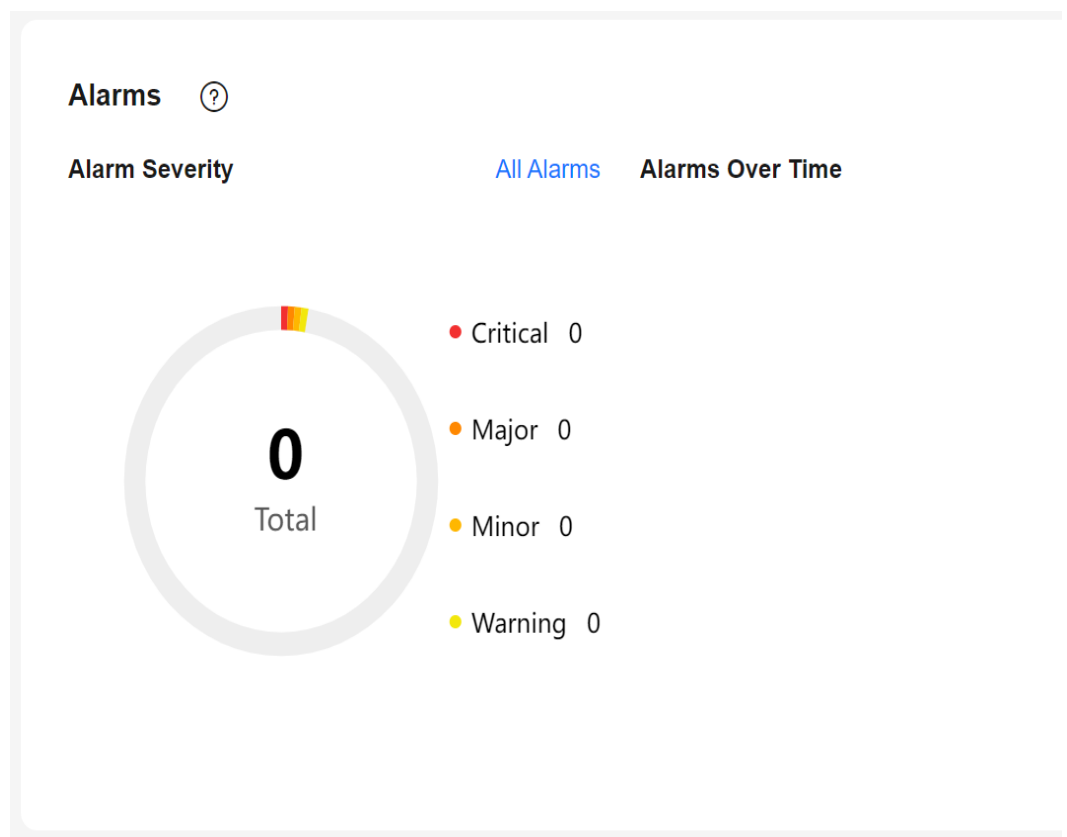 Alarms ?
Alarm Severity All Alarms Alarms Over Time
Critical 0
Major 0
0
Total
Minor 0
Warning 0